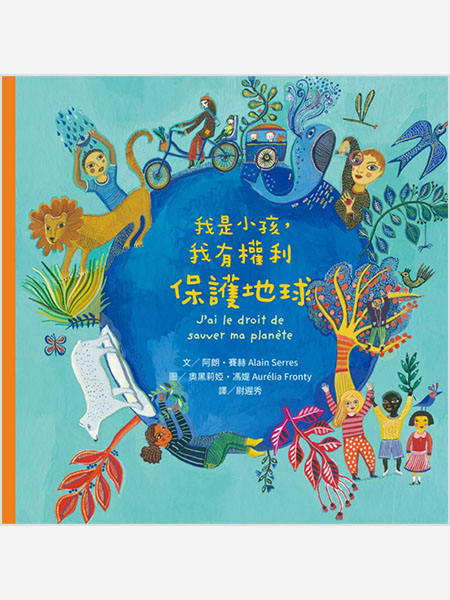 我是小孩，
我有權利
保護地球
J'ai le droit de
sauver ma planète
文／阿朗・賽赫 Alain Serres
圖／奧黑莉婭・馮媞 Aurélia Fronty
譯／尉遲秀